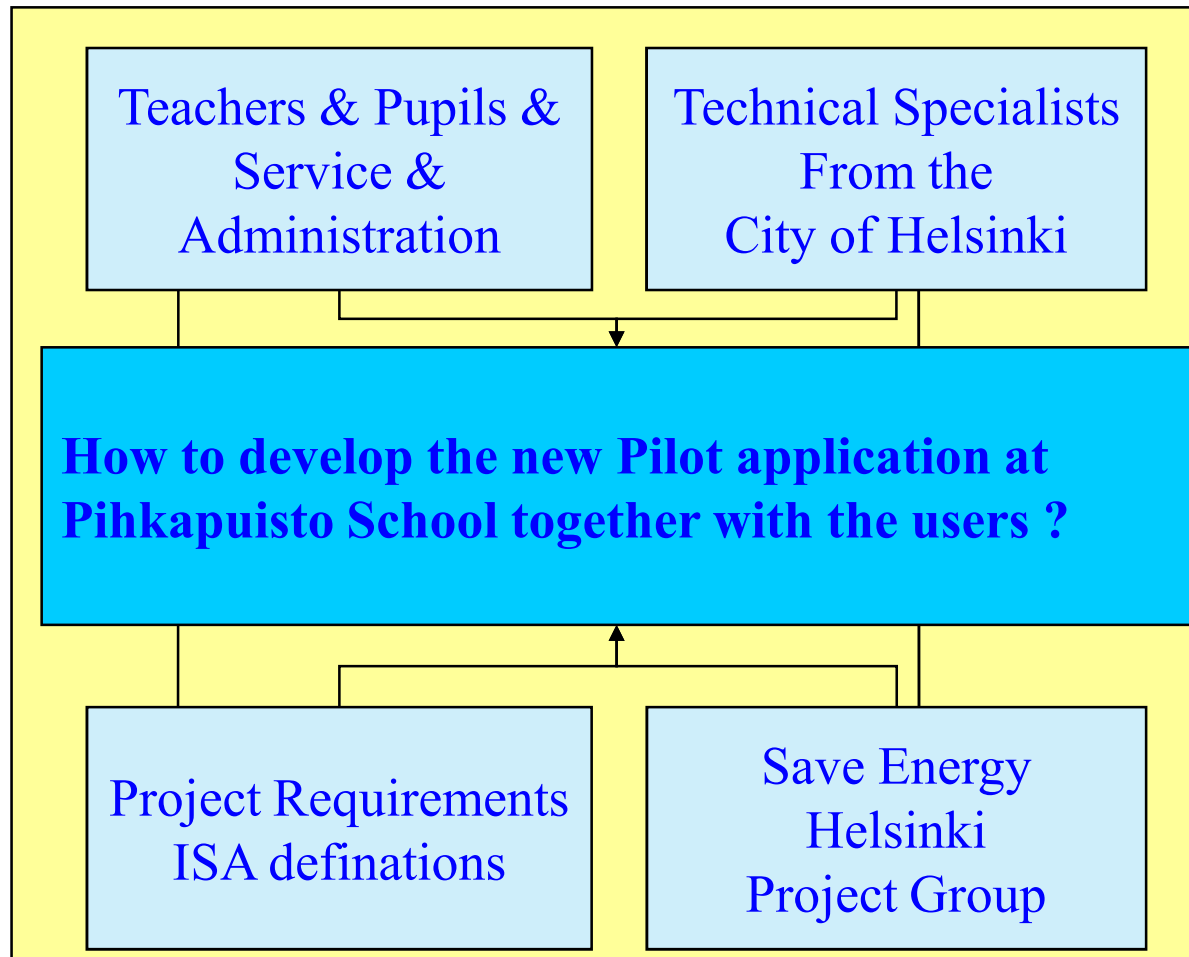 Teachers & Pupils &
Service &
Administration
Technical Specialists
From the
City of Helsinki
How to develop the new Pilot application at
Pihkapuisto School together with the users ?
Project Requirements
ISA definations
Save Energy
Helsinki
Project Group